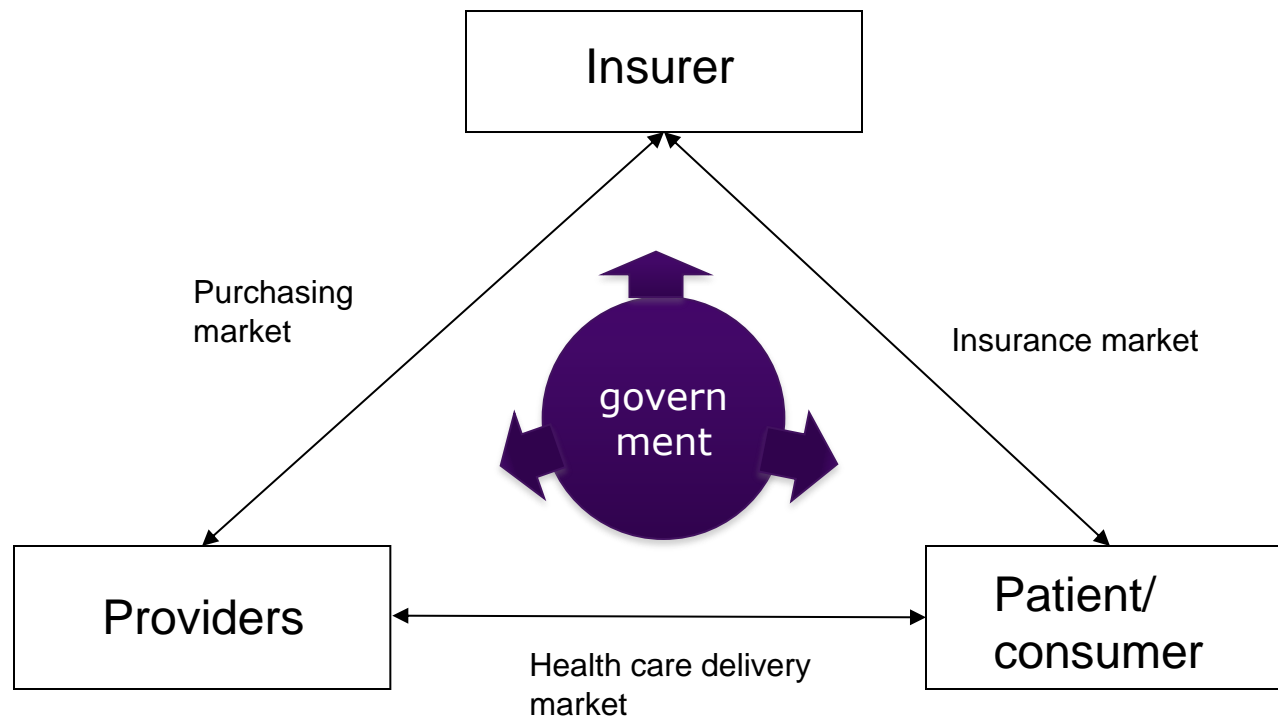 Insurer
Purchasing
market
Insurance market
govern
ment
Providers
Patient/
consumer
Health care delivery
market